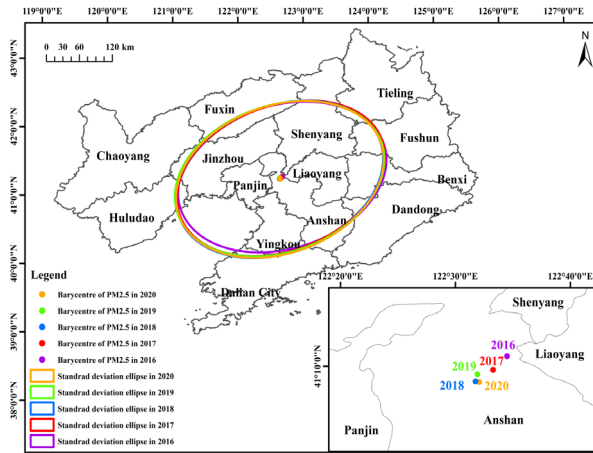 119°0'0"E 120°0'0"E 121°0'0"E 122°0'0"E 123°0'0"E 124°0'0"E 125°0'0"E 126°0'0"E 127°0'0"E
0 30 60 120 km
N
43°0'0"N
42°0'0"N
41°0'0"N
40°0'0"N
39°0'0"N
38°0'0"N
Tieling
Fuxin
Shenyang
Fushun
Chaoyang
Jinzhou
Liaoyang
Benxi
Panjin
Dandong
Huludao
Anshan
Yingkou
Dalian City
Legend
Barycentre of PM2.5 in 2020
Barycentre of PM2.5 in 2019
Barycentre of PM2.5 in 2018
Barycentre of PM2.5 in 2017
Barycentre of PM2.5 in 2016
Standrad deviation ellipse in 2020
Standrad deviation ellipse in 2019
Standrad deviation ellipse in 2018
Standrad deviation ellipse in 2017
Standrad deviation ellipse in 2016
122°20'0"E 122°30'0"E 122°40'0"E
41°10'0"N
Shenyang
2016
Liaoyang
2017
2019
2018 2020
Anshan
Panjin